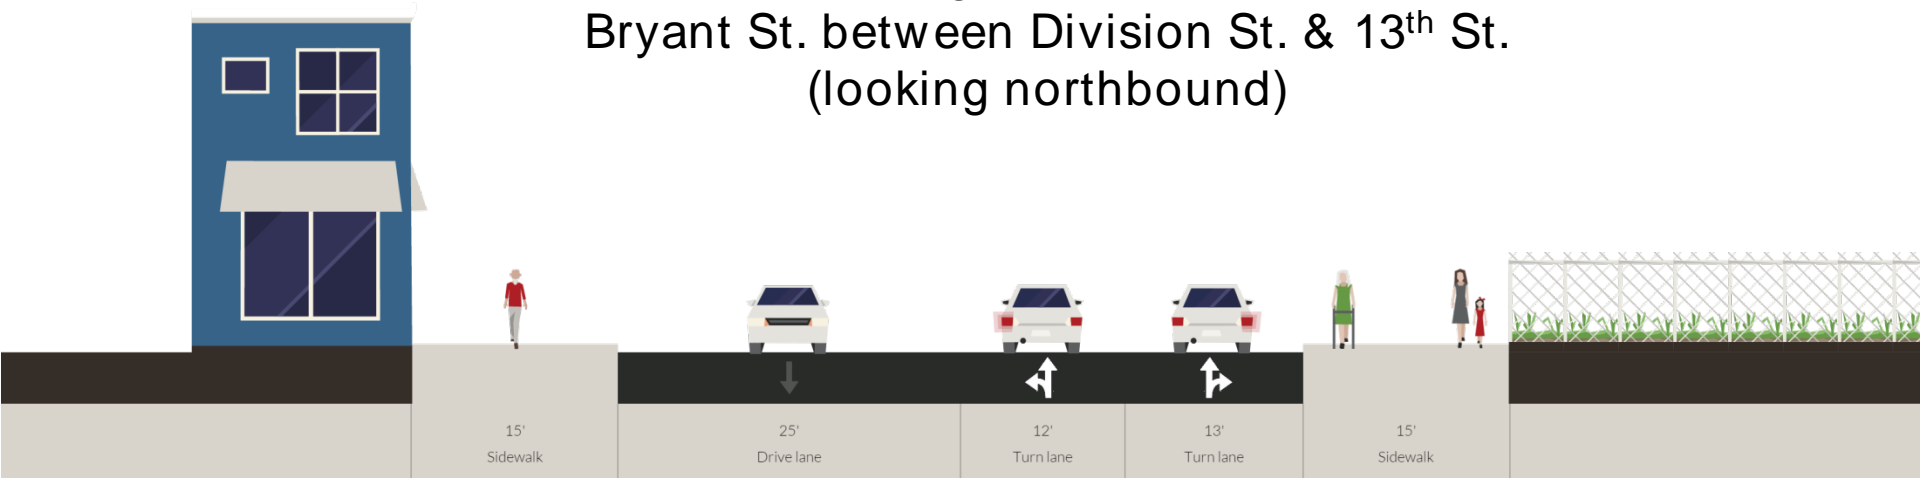 Bryant St. between Division St. & 13th St.
(looking northbound)
15'
Sidewalk
25'
Drive lane
12'
Turn lane
13'
Turn lane
15'
Sidewalk